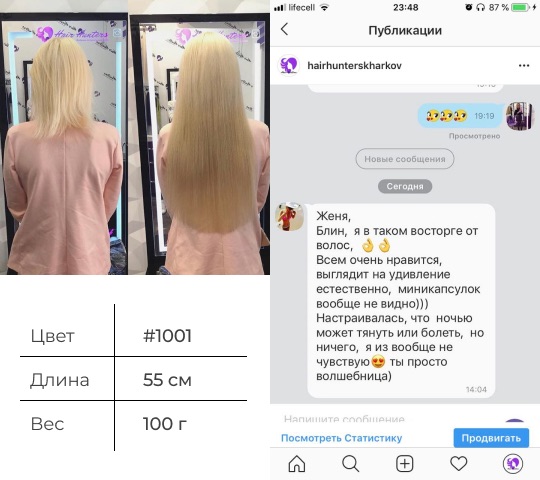 Hair Hunters
Hair Hunters
Цвет #1001
Длина 55 см
Вес 100 г
lifecell 23:48 87 %
Публикации
hairhunterskharkov
19:19
Просмотрено
Новые сообщения
Сегодня
Женя,
Блин, я в таком восторге от
волос, 👌👌
Всем очень нравится,
выглядит на удивление
естественно, миникапсулок
вообще не видно)))
Настраивалась, что ночью
может тянуть или болеть, но
ничего, я из вообще не
чувствую😍 ты просто
волшебница)
14:04
Напишите сообщение
Посмотреть Статистику
Продвигать